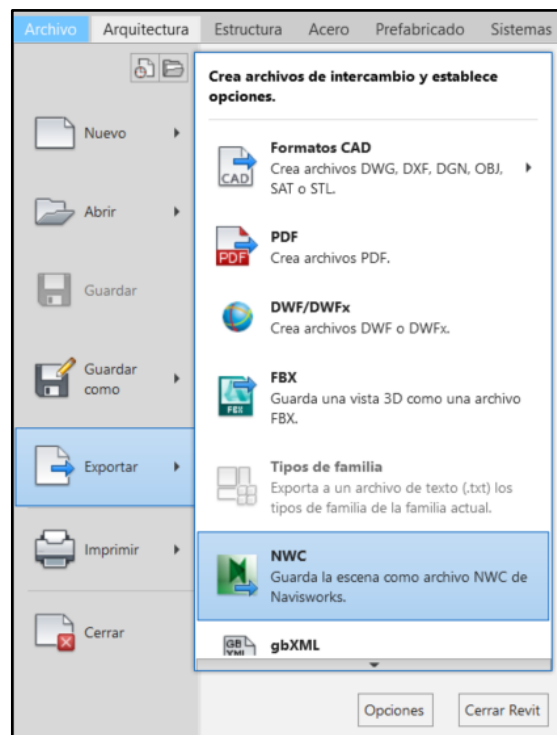 Archivo Arquitectura Estructura Acero Prefabricado Sistemas
Nuevo
Abrir
Guardar
Guardar
como
Exportar
Imprimir
Cerrar
Crea archivos de intercambio y establece
opciones.
CAD
Formatos CAD
Crea archivos DWG, DXF, DGN, OBJ,
SAT o STL.
PDF
PDF
Crea archivos PDF.
DWF/DWFx
Crea archivos DWF o DWFx.
FBX
FBX
Guarda una vista 3D como una archivo
FBX.
Tipos de familia
Exporta a un archivo de texto (.txt) los
tipos de familia de la familia actual.
NWC
Guarda la escena como archivo NWC de
Navisworks.
GB
XML
gbXML
Opciones
Cerrar Revit